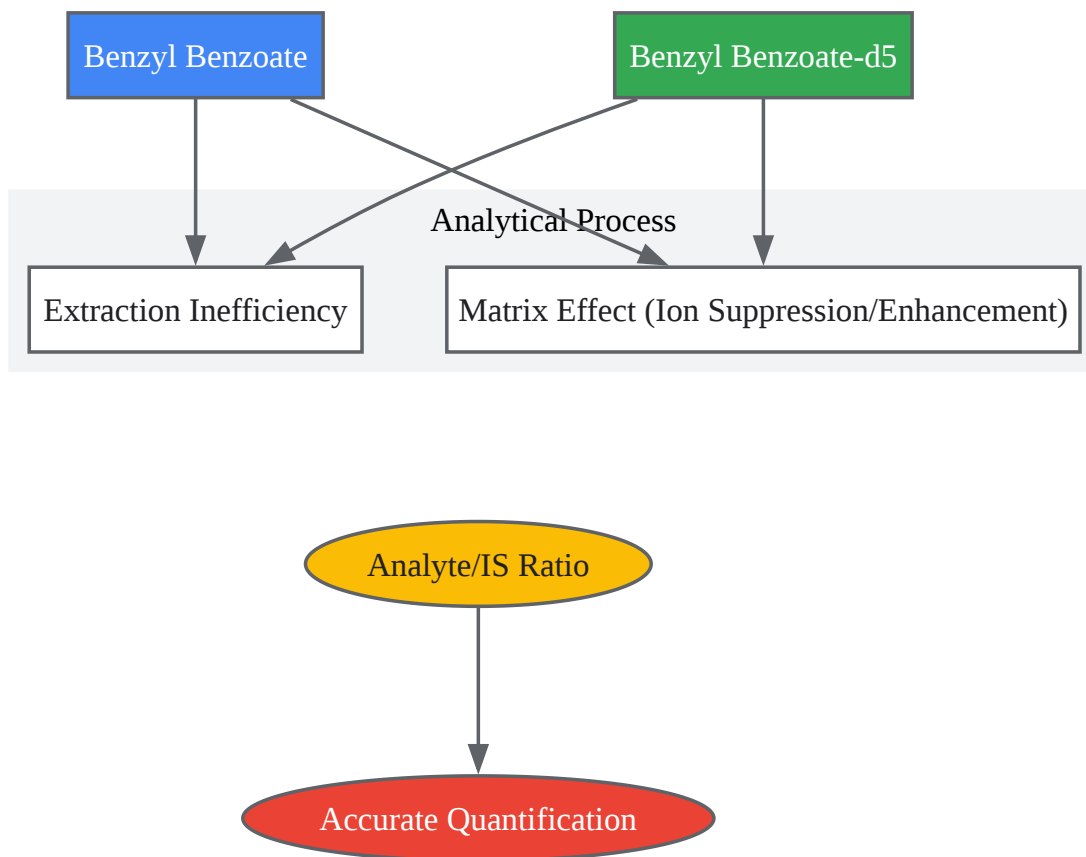 Benzyl Benzoate
Benzyl Benzoate-d5
Analytical Process
Extraction Inefficiency
Matrix Effect (Ion Suppression/Enhancement)
Analyte/IS Ratio
Accurate Quantification